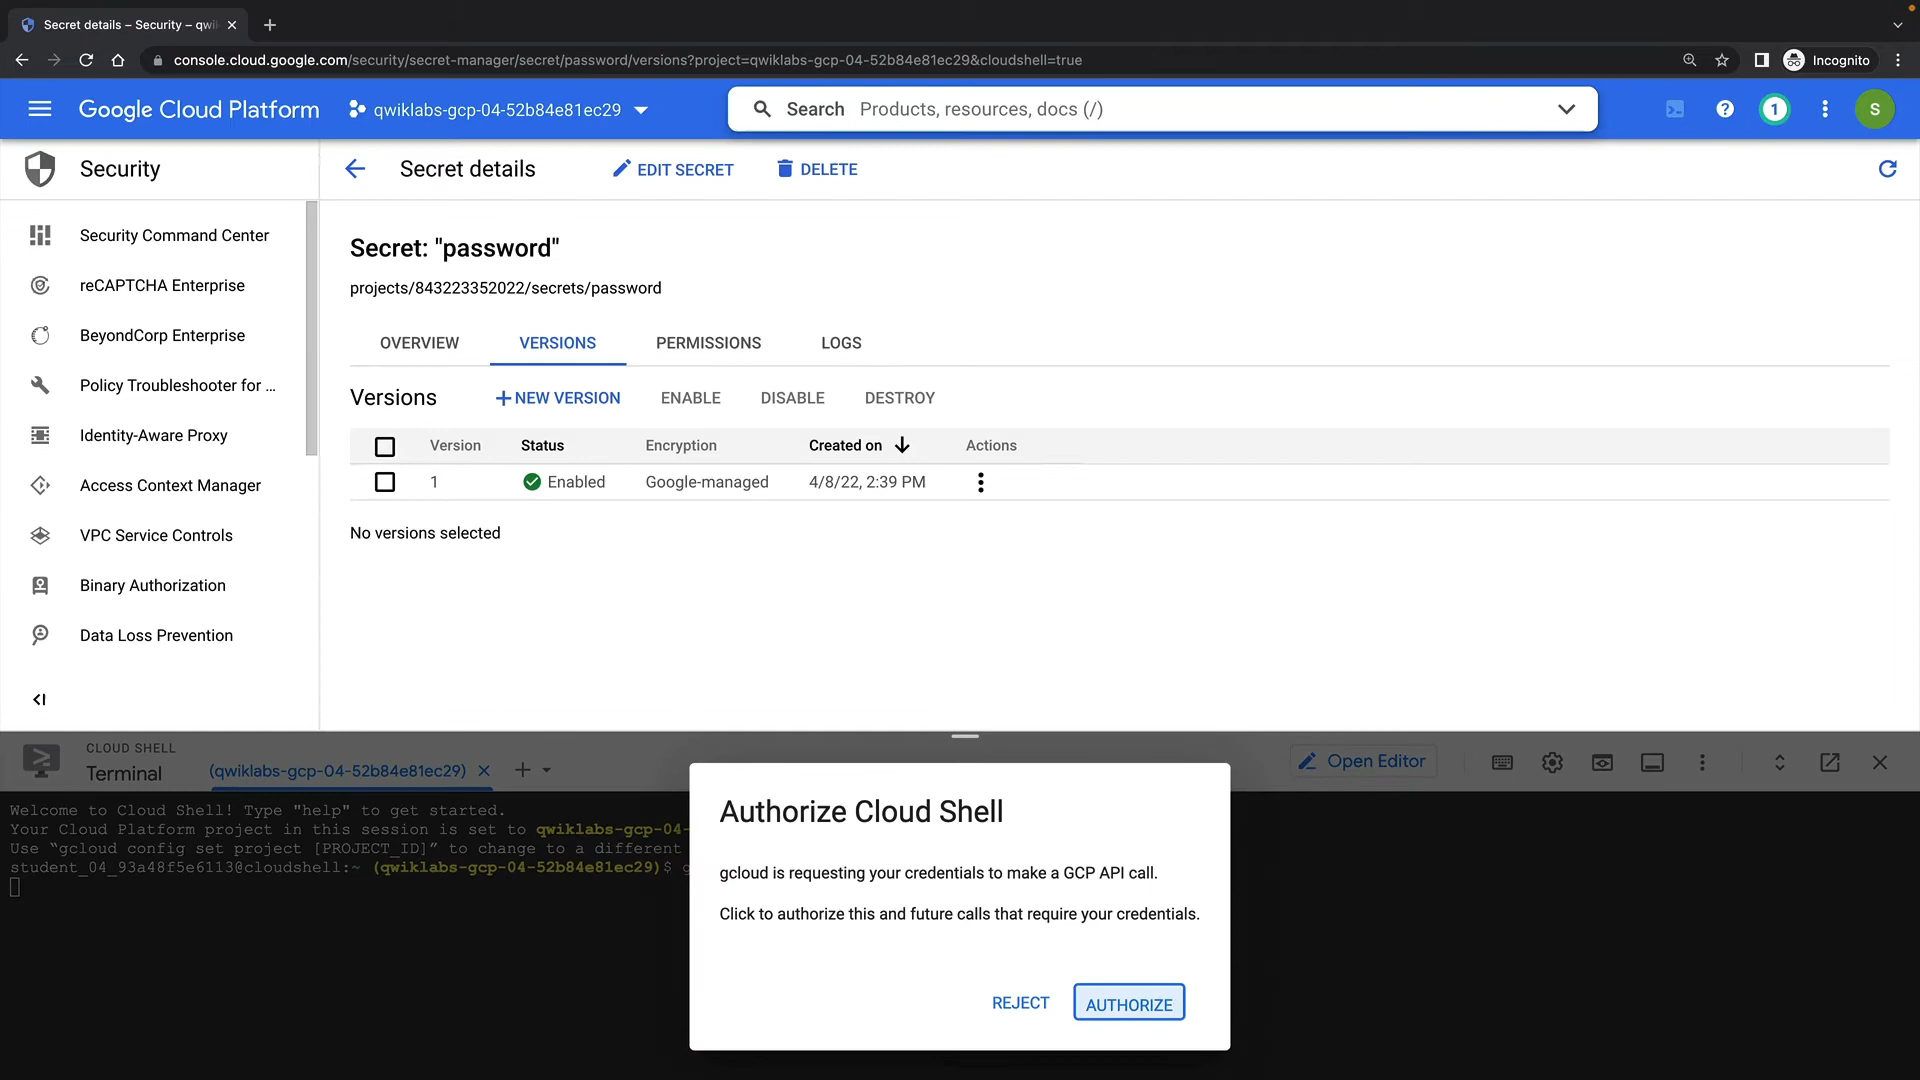 Secret details – Security – qwi
console.cloud.google.com/security/secret-manager/secret/password/versions?project=qwiklabs-gcp-04-52b84e81ec29&cloudshell=true
Incognito
Google Cloud Platform
qwiklabs-gcp-04-52b84e81ec29
Search Products, resources, docs (/)
1
S
Security
Secret details
EDIT SECRET
DELETE
Security Command Center
reCAPTCHA Enterprise
BeyondCorp Enterprise
Policy Troubleshooter for ...
Identity-Aware Proxy
Access Context Manager
VPC Service Controls
Binary Authorization
Data Loss Prevention
Secret: "password"
projects/843223352022/secrets/password
OVERVIEW VERSIONS PERMISSIONS LOGS
Versions NEW VERSION ENABLE DISABLE DESTROY
Version Status Encryption Created on Actions
1 Enabled Google-managed 4/8/22, 2:39 PM
No versions selected
CLOUD SHELL
Terminal
(qwiklabs-gcp-04-52b84e81ec29)
Open Editor
Welcome to Cloud Shell! Type "help" to get started.
Your Cloud Platform project in this session is set to qwiklabs-gcp-04-
Use “gcloud config set project [PROJECT_ID]” to change to a different
student_04_93a48f5e6113@cloudshell:~ (qwiklabs-gcp-04-52b84e81ec29)$ g
Authorize Cloud Shell
gcloud is requesting your credentials to make a GCP API call.
Click to authorize this and future calls that require your credentials.
REJECT
AUTHORIZE